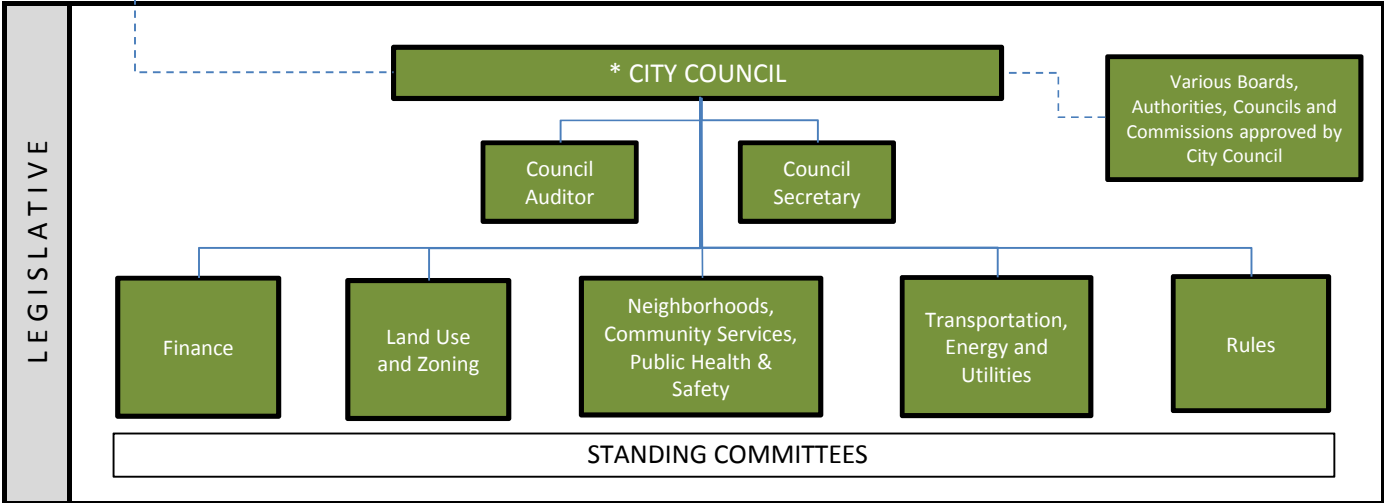 LEGISLATIVE
* CITY COUNCIL
Various Boards,
Authorities, Councils and
Commissions approved by
City Council
Council
Auditor
Council
Secretary
Finance
Land Use
and Zoning
Neighborhoods,
Community Services,
Public Health &
Safety
Transportation,
Energy and
Utilities
Rules
STANDING COMMITTEES